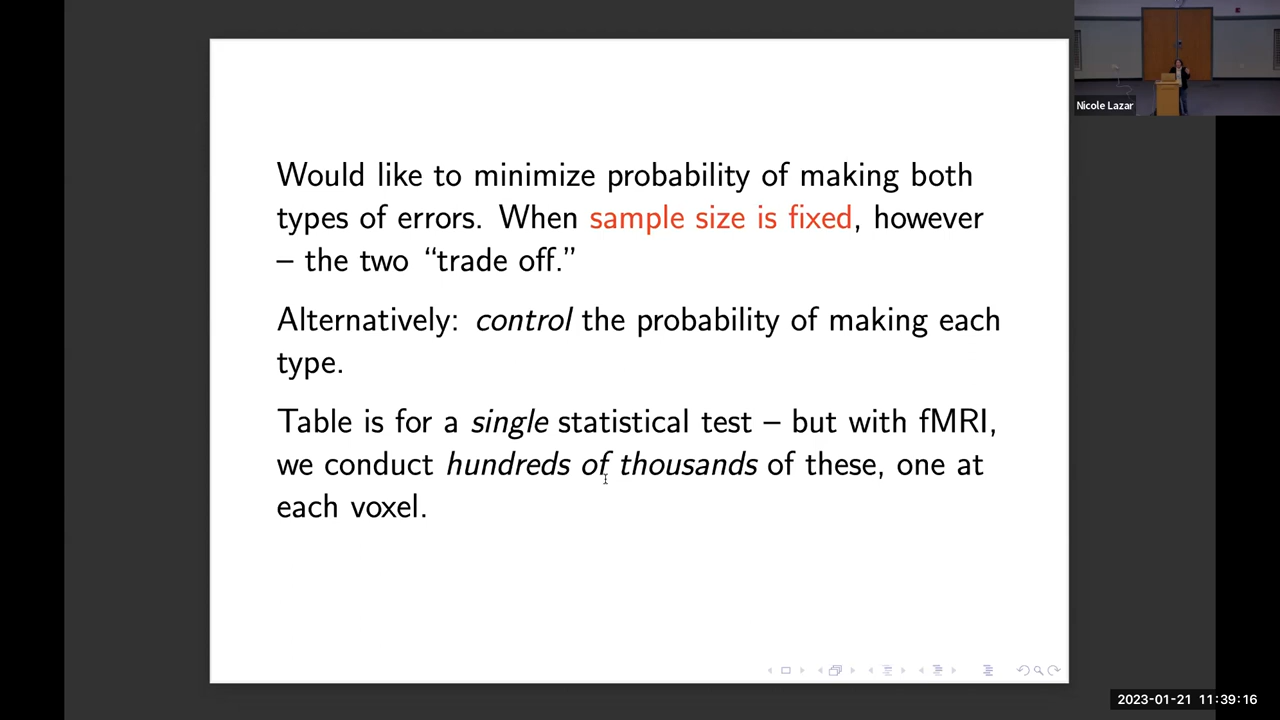 Nicole Lazar
Would like to minimize probability of making both
types of errors. When sample size is fixed, however
– the two “trade off.”
Alternatively: control the probability of making each
type.
Table is for a single statistical test – but with fMRI,
we conduct hundreds of thousands of these, one at
each voxel.
2023-01-21 11:39:16